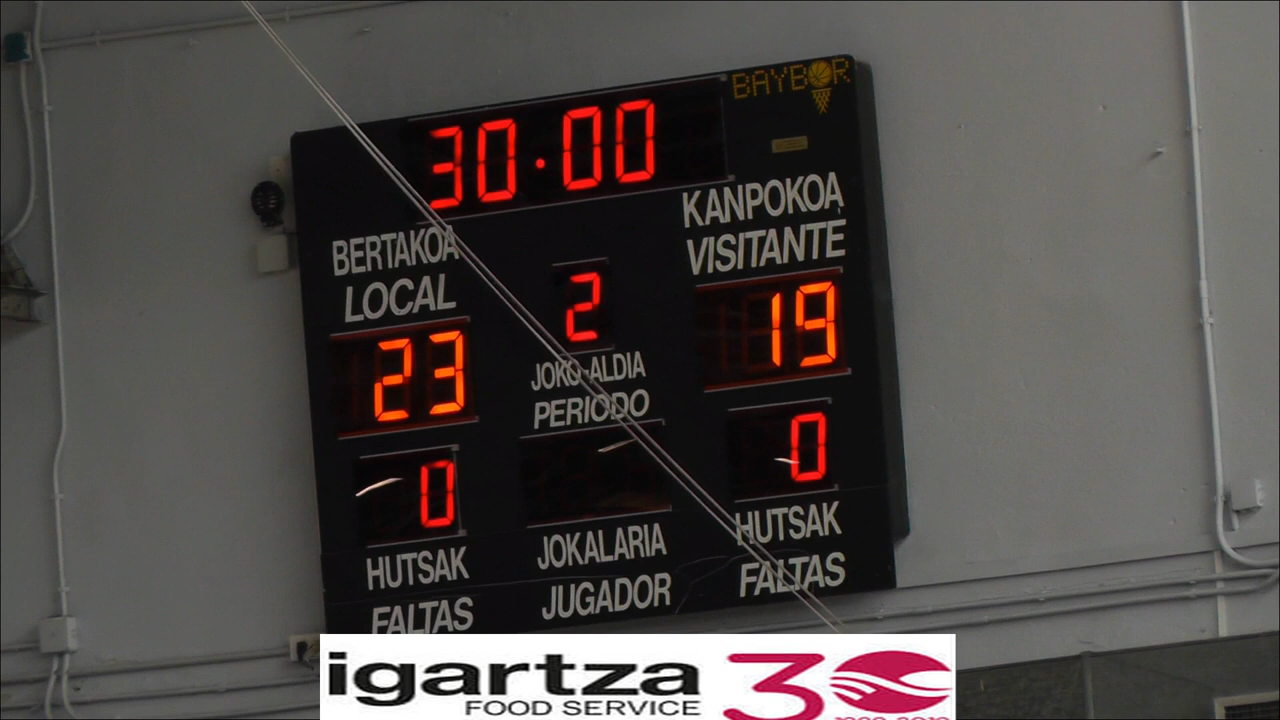 BAYBOR
30:00
BERTAKOA
LOCAL
KANPOKOA
VISITANTE
23
2
19
JOKO-ALDIA
PERIODO
0
0
HUTSAK
FALTAS
JOKALARIA
JUGADOR
HUTSAK
FALTAS
igartza
FOOD SERVICE
30